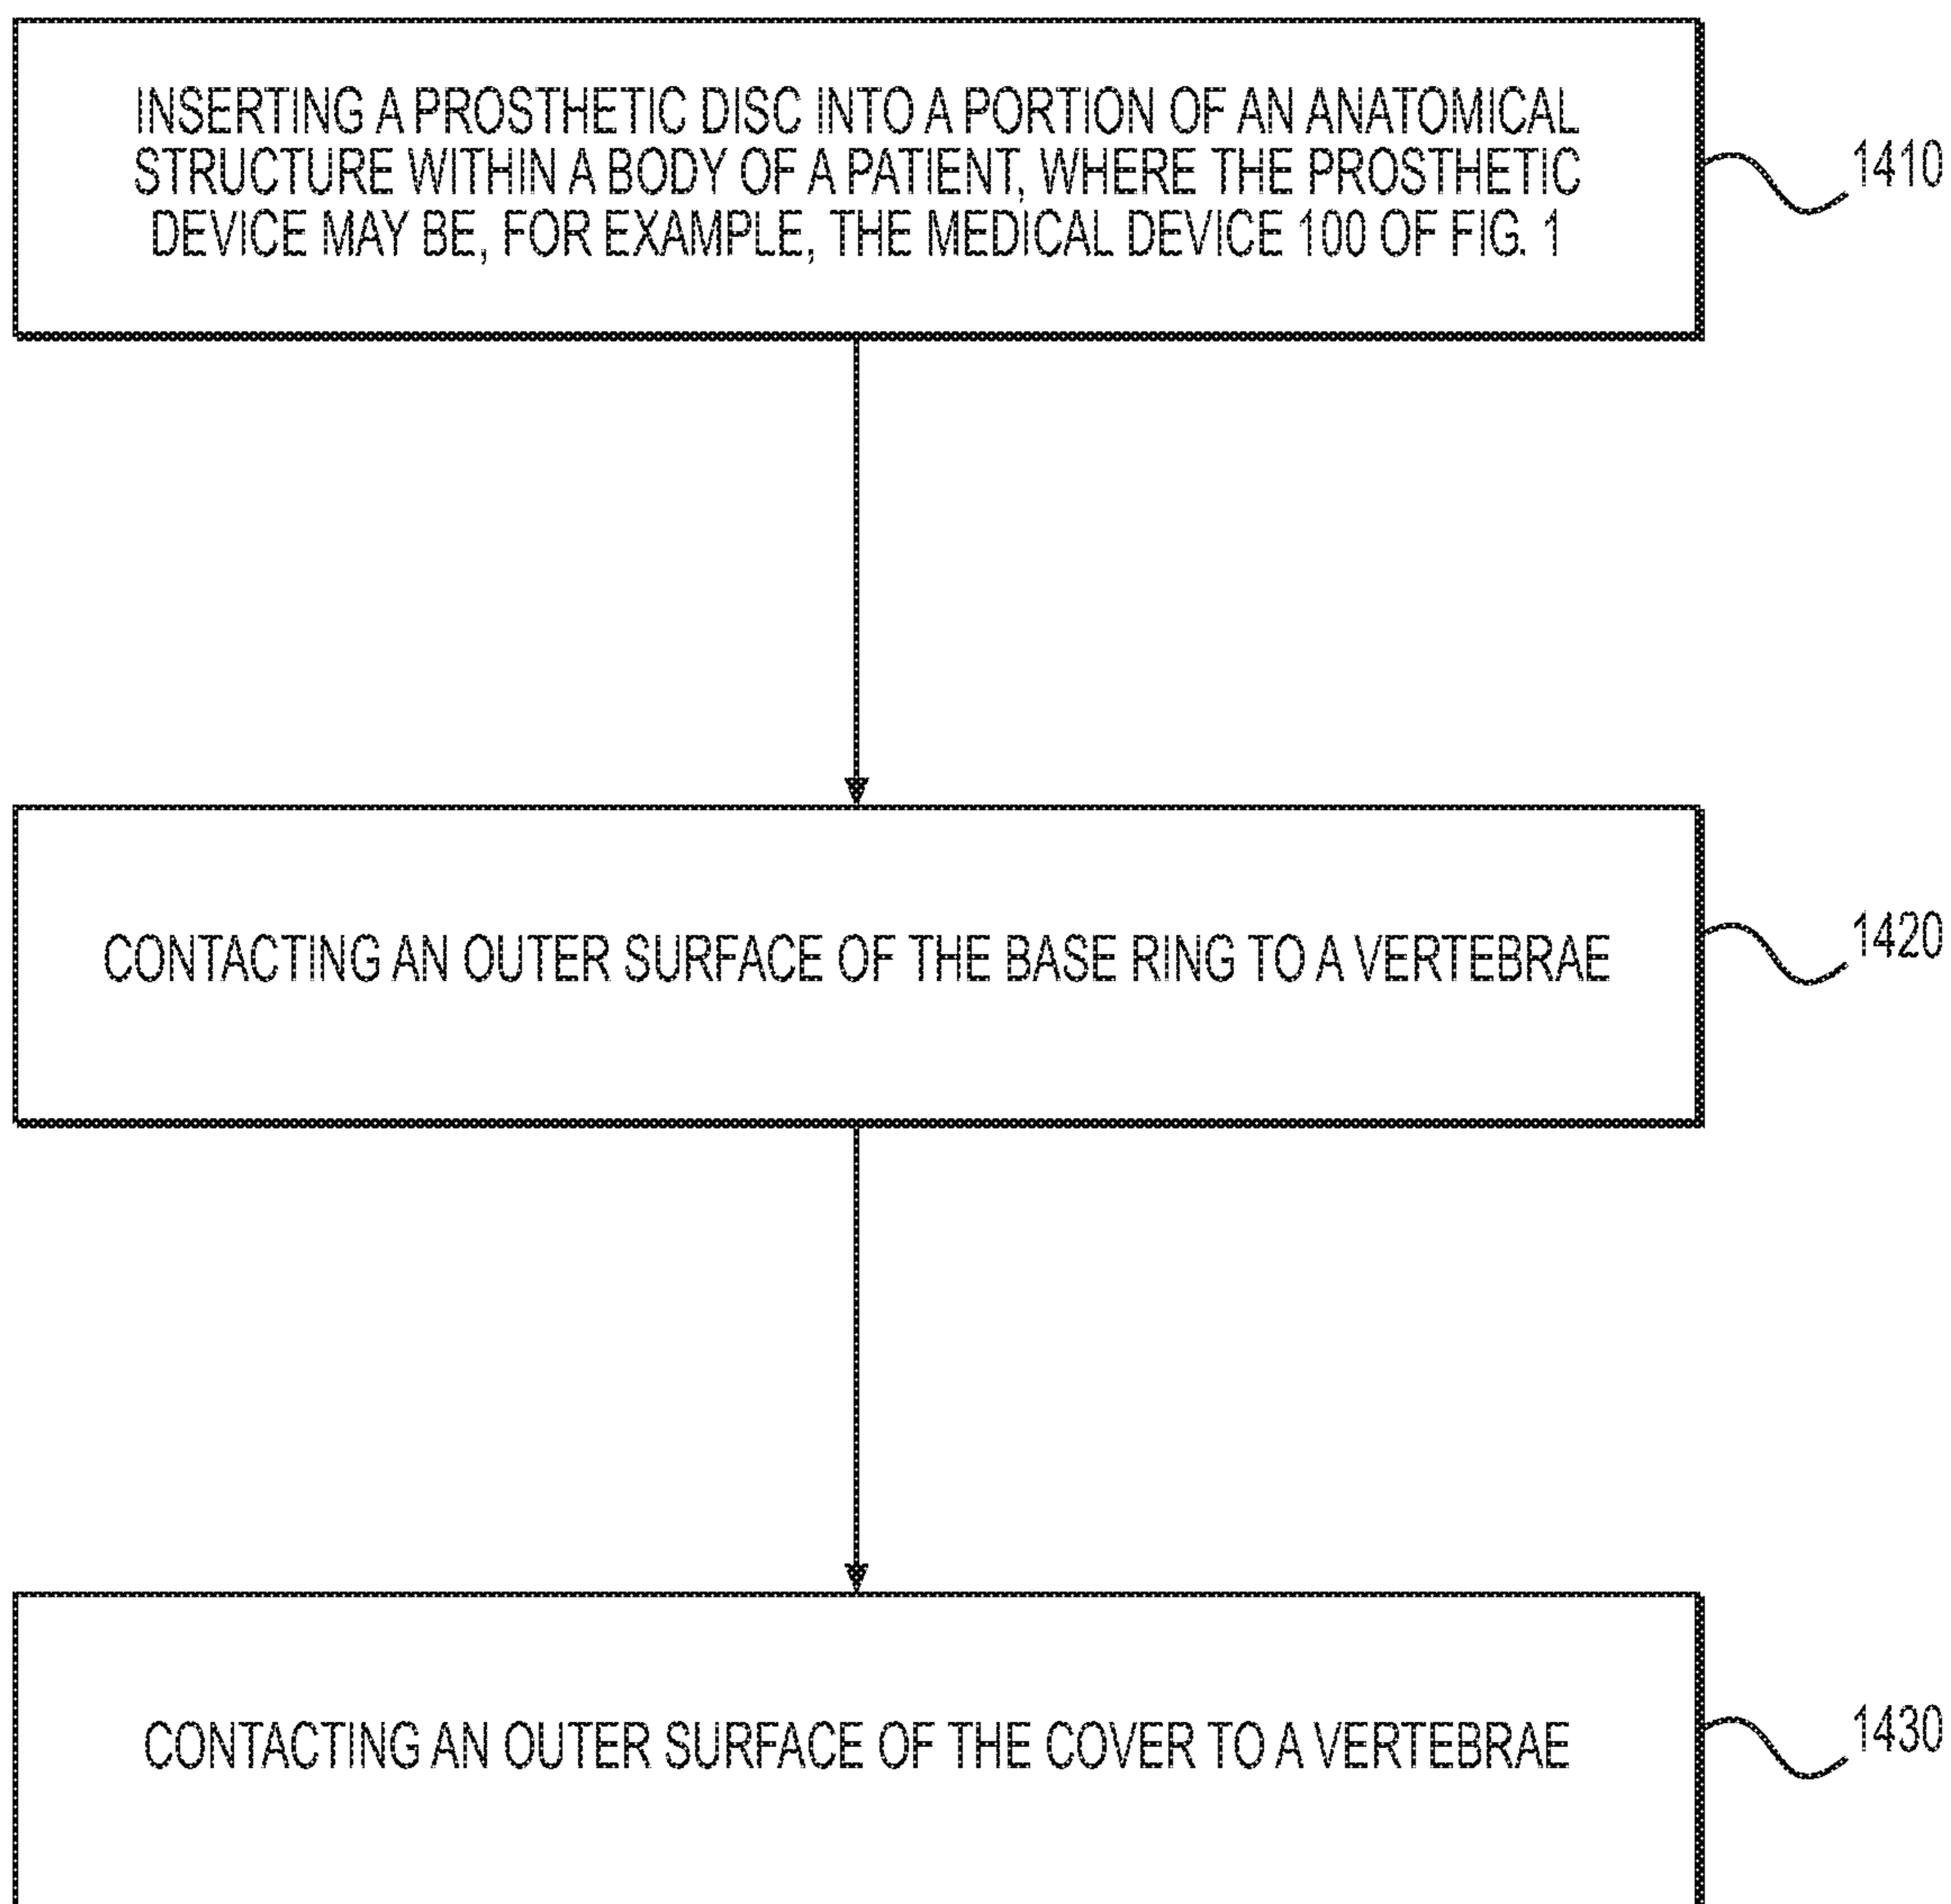 INSERTING A PROSTHETIC DISC INTO A PORTION OF AN ANATOMICAL
STRUCTURE WITHIN A BODY OF A PATIENT, WHERE THE PROSTHETIC
DEVICE MAY BE, FOR EXAMPLE, THE MEDICAL DEVICE 100 OF FIG. 1
1410
CONTACTING AN OUTER SURFACE OF THE BASE RING TO A VERTEBRAE
1420
CONTACTING AN OUTER SURFACE OF THE COVER TO A VERTEBRAE
1430